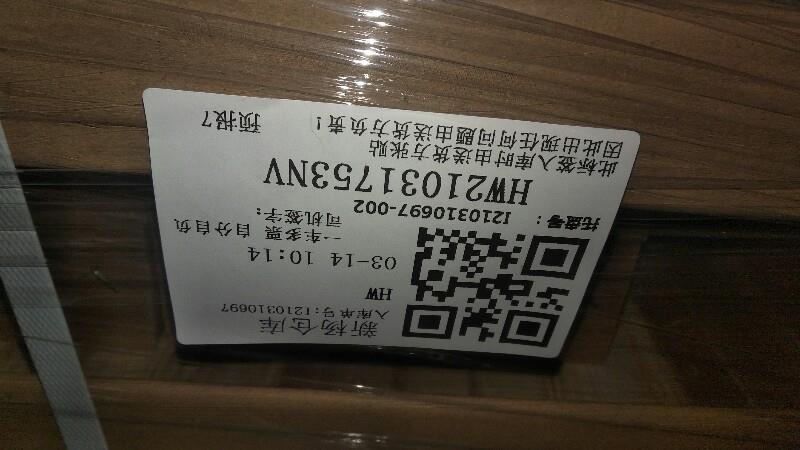 新杨仓库
入库单号:I210310697
HW
03-14 10:14
一车多票 自分自负
司机签字:
托盘号: I210310697-002
HW21031753NV
此标签入库时由送货方张贴
因此出现任何问题由送货方负责! 预报7